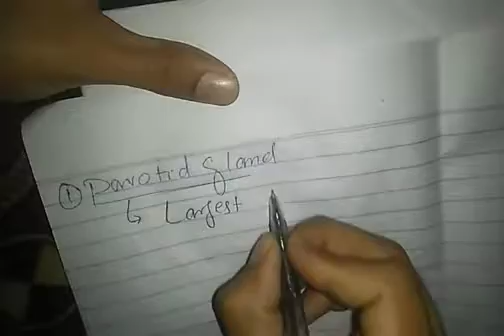 ① Parotid gland
↳ Largest